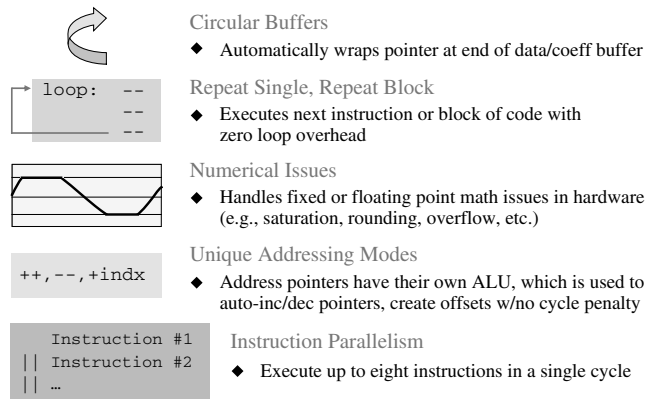 Circular Buffers
◆ Automatically wraps pointer at end of data/coeff buffer
loop: --
--
--
Repeat Single, Repeat Block
◆ Executes next instruction or block of code with
zero loop overhead
Numerical Issues
◆ Handles fixed or floating point math issues in hardware
(e.g., saturation, rounding, overflow, etc.)
++,--,+indx
Unique Addressing Modes
◆ Address pointers have their own ALU, which is used to
auto-inc/dec pointers, create offsets w/no cycle penalty
Instruction #1
|| Instruction #2
|| …
Instruction Parallelism
◆ Execute up to eight instructions in a single cycle